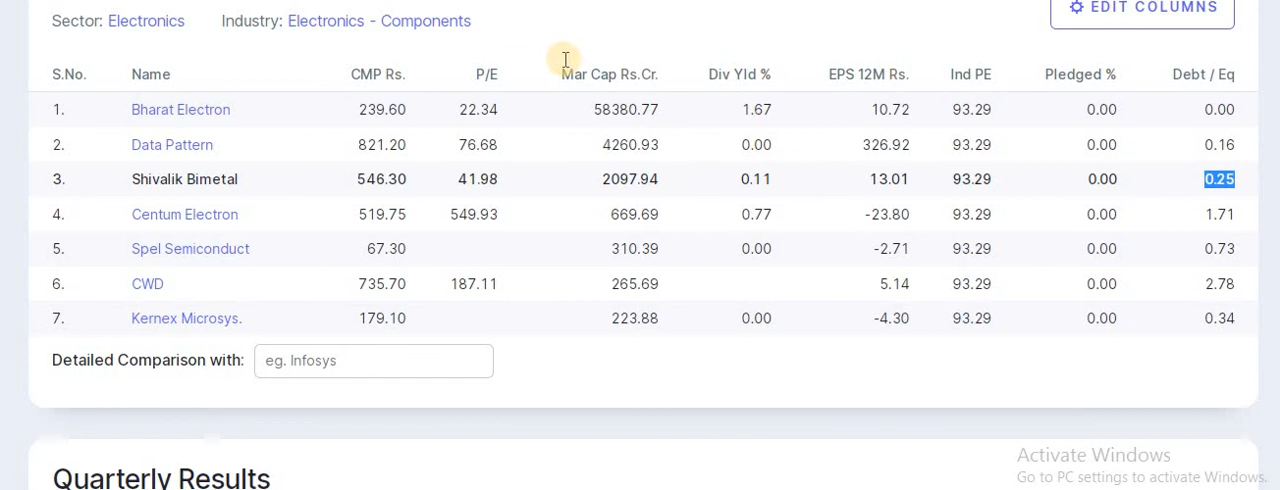 Sector: Electronics Industry: Electronics - Components
EDIT COLUMNS
S.No. Name CMP Rs. P/E Mar Cap Rs.Cr. Div Yld % EPS 12M Rs. Ind PE Pledged % Debt / Eq
1. Bharat Electron 239.60 22.34 58380.77 1.67 10.72 93.29 0.00 0.00
2. Data Pattern 821.20 76.68 4260.93 0.00 326.92 93.29 0.00 0.16
3. Shivalik Bimetal 546.30 41.98 2097.94 0.11 13.01 93.29 0.00 0.25
4. Centum Electron 519.75 549.93 669.69 0.77 -23.80 93.29 0.00 1.71
5. Spel Semiconduct 67.30 310.39 0.00 -2.71 93.29 0.00 0.73
6. CWD 735.70 187.11 265.69 5.14 93.29 0.00 2.78
7. Kernex Microsys. 179.10 223.88 0.00 -4.30 93.29 0.00 0.34
Detailed Comparison with: eg. Infosys
Quarterly Results
Activate Windows
Go to PC settings to activate Windows.